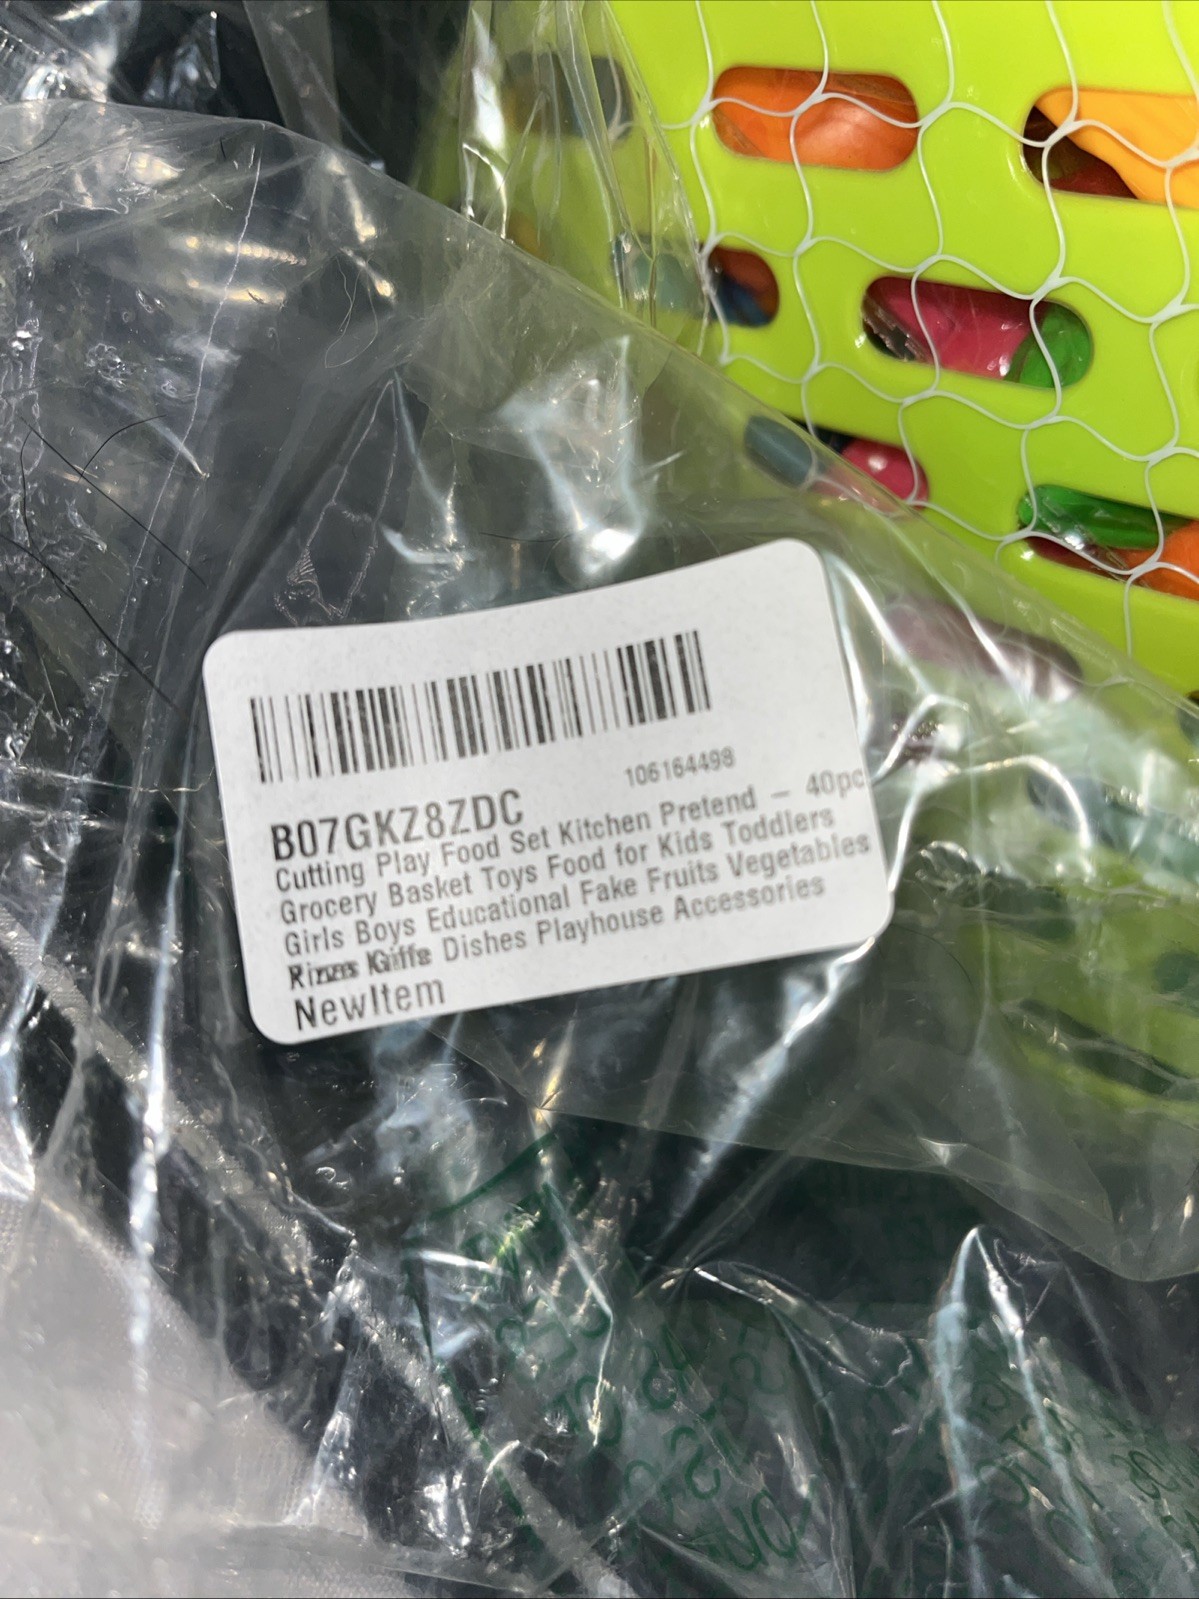 106164498
B07GKZ8ZDC
Cutting Play Food Set Kitchen Pretend - 40pc
Grocery Basket Toys Food for Kids Toddlers
Girls Boys Educational Fake Fruits Vegetables
Dishes Playhouse Accessories
NewItem